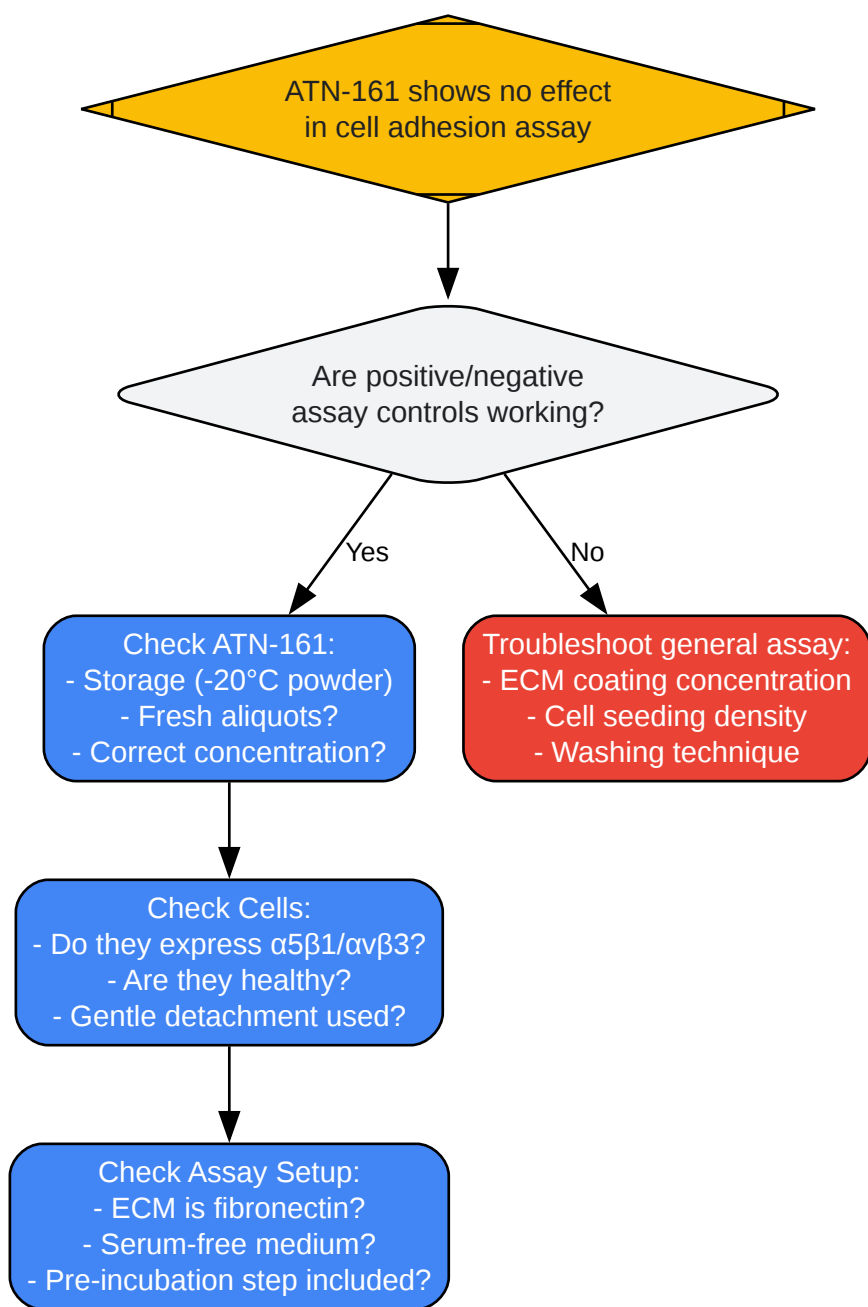 ATN-161 shows no effect
in cell adhesion assay
Are positive/negative
assay controls working?
Yes
No
Check ATN-161:
- Storage (-20°C powder)
- Fresh aliquots?
- Correct concentration?
Troubleshoot general assay:
- ECM coating concentration
- Cell seeding density
- Washing technique
Check Cells:
- Do they express α5β1/αvβ3?
- Are they healthy?
- Gentle detachment used?
Check Assay Setup:
- ECM is fibronectin?
- Serum-free medium?
- Pre-incubation step included?